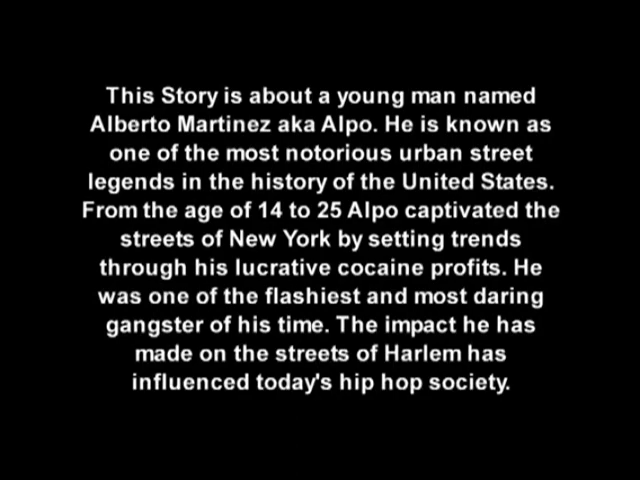 This Story is about a young man named
Alberto Martinez aka Alpo. He is known as
one of the most notorious urban street
legends in the history of the United States.
From the age of 14 to 25 Alpo captivated the
streets of New York by setting trends
through his lucrative cocaine profits. He
was one of the flashiest and most daring
gangster of his time. The impact he has
made on the streets of Harlem has
influenced today's hip hop society.